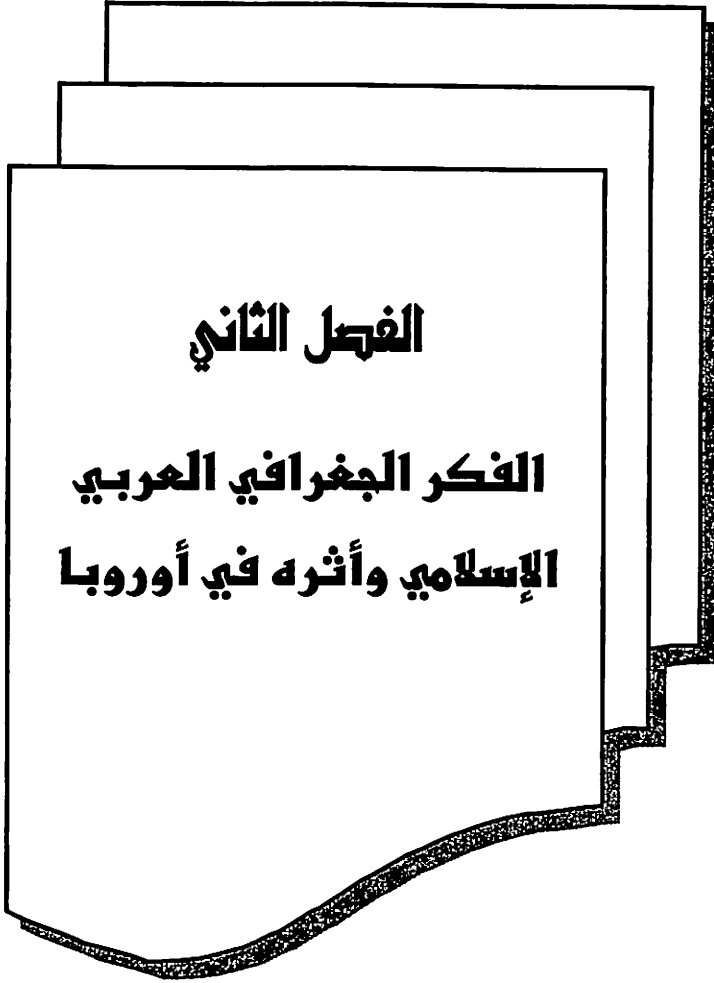 الفصل الثاني
الفكر الجغرافي العربي
الإسلامي وأثره في أوروبا